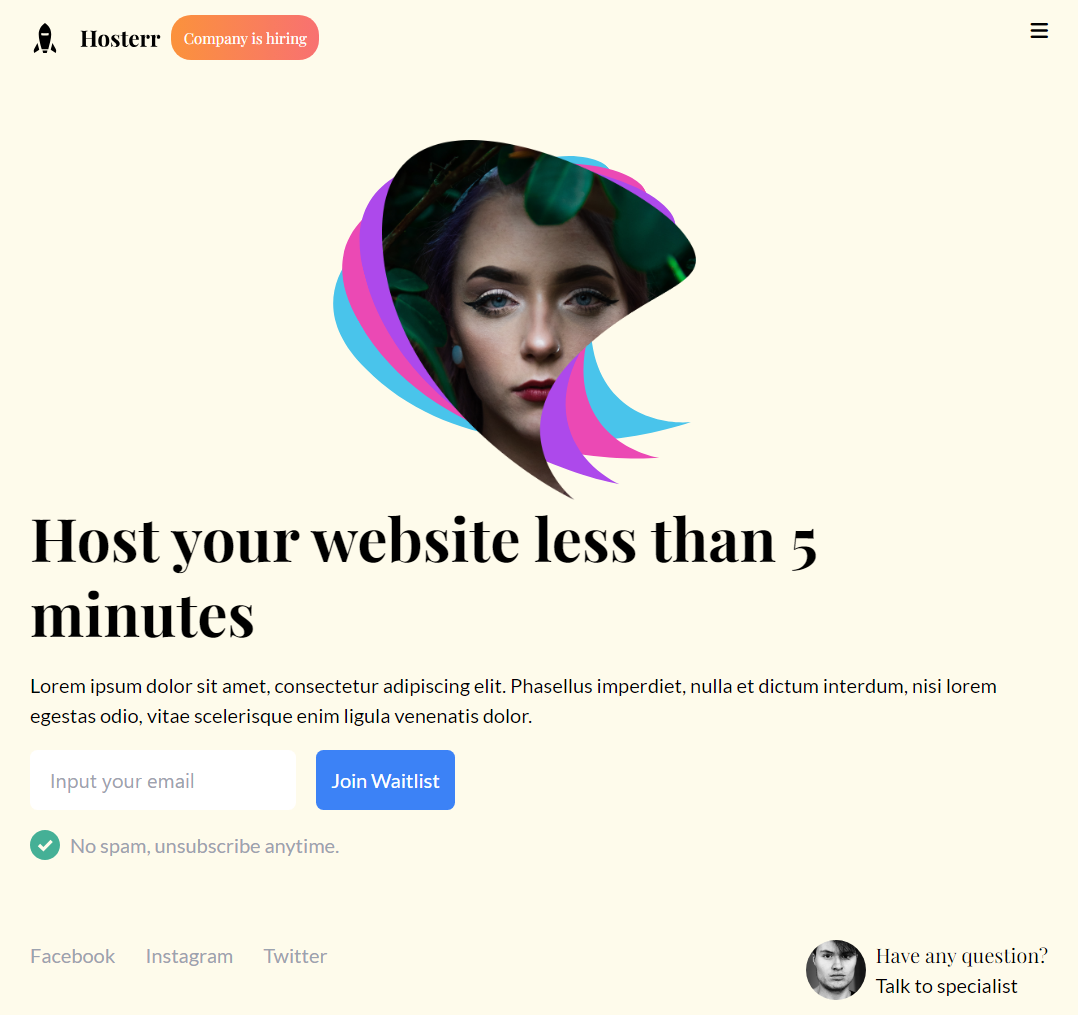 Hosterr
Company is hiring
Host your website less than 5
minutes
Lorem ipsum dolor sit amet, consectetur adipiscing elit. Phasellus imperdiet, nulla et dictum interdum, nisi lorem
egestas odio, vitae scelerisque enim ligula venenatis dolor.
Input your email
Join Waitlist
No spam, unsubscribe anytime.
Facebook
Instagram
Twitter
Have any question?
Talk to specialist